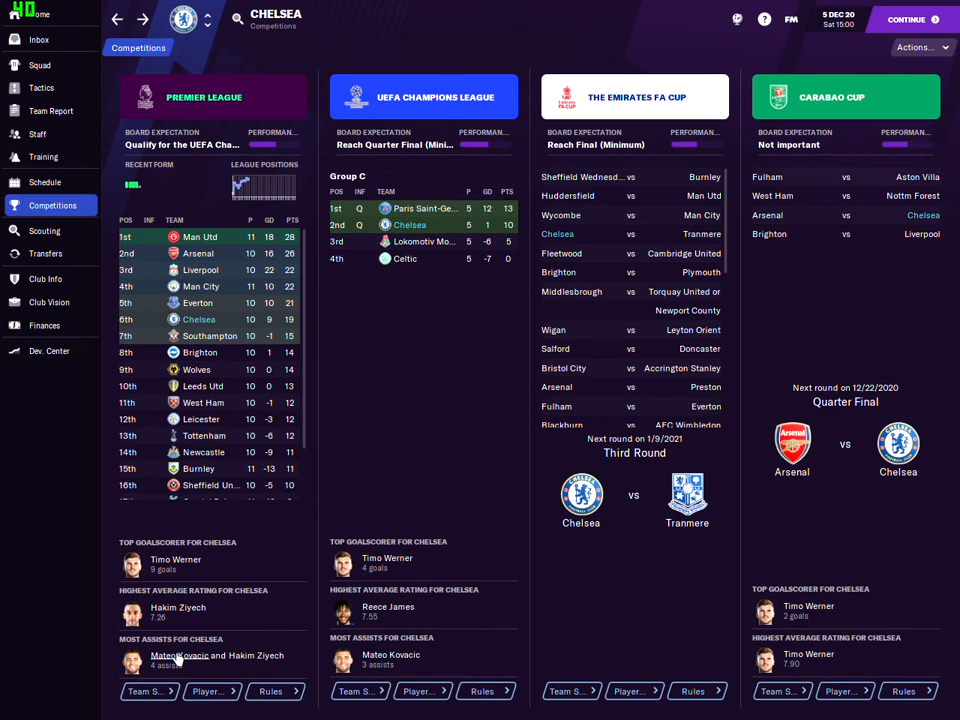 40
ome
CHELSEA
Competitions
FM
5 DEC 20
Sat 15:00
CONTINUE
Inbox
Squad
Tactics
Team Report
Staff
Training
Schedule
Competitions
Scouting
Transfers
Club Info
Club Vision
Finances
Dev. Center
Competitions
Actions...
PREMIER LEAGUE
BOARD EXPECTATION PERFORMAN...
Qualify for the UEFA Cha...
RECENT FORM LEAGUE POSITIONS
POS INF TEAM P GD PTS
1st Man Utd 11 18 28
2nd Arsenal 10 16 26
3rd Liverpool 10 22 22
4th Man City 11 10 22
5th Everton 10 10 21
6th Chelsea 10 9 19
7th Southampton 10 -1 15
8th Brighton 10 1 14
9th Wolves 10 0 14
10th Leeds Utd 10 0 13
11th West Ham 10 -1 12
12th Leicester 10 -3 12
13th Tottenham 10 -6 12
14th Newcastle 10 -9 11
15th Burnley 11 -13 11
16th Sheffield Un... 10 -5 10
TOP GOALSCORER FOR CHELSEA
Timo Werner
9 goals
HIGHEST AVERAGE RATING FOR CHELSEA
Hakim Ziyech
7.26
MOST ASSISTS FOR CHELSEA
Mateo Kovacic and Hakim Ziyech
4 assists
Team S... Player... Rules
UEFA CHAMPIONS LEAGUE
BOARD EXPECTATION PERFORMAN...
Reach Quarter Final (Mini...
Group C
POS INF TEAM P GD PTS
1st Q Paris Saint-Ge... 5 12 13
2nd Q Chelsea 5 1 10
3rd Lokomotiv Mo... 5 -6 5
4th Celtic 5 -7 0
TOP GOALSCORER FOR CHELSEA
Timo Werner
4 goals
HIGHEST AVERAGE RATING FOR CHELSEA
Reece James
7.55
MOST ASSISTS FOR CHELSEA
Mateo Kovacic
3 assists
Team S... Player... Rules
Emirates FA CUP
THE EMIRATES FA CUP
BOARD EXPECTATION PERFORMAN...
Reach Final (Minimum)
Sheffield Wednesd... vs Burnley
Huddersfield vs Man Utd
Wycombe vs Man City
Chelsea vs Tranmere
Fleetwood vs Cambridge United
Brighton vs Plymouth
Middlesbrough vs Torquay United or
Newport County
Wigan vs Leyton Orient
Salford vs Doncaster
Bristol City vs Accrington Stanley
Arsenal vs Preston
Fulham vs Everton
Blackburn vs AFC Wimbledon
Next round on 1/9/2021
Third Round
VS
Chelsea Tranmere
Team S... Player... Rules
CARABAO CUP
BOARD EXPECTATION PERFORMAN...
Not important
Fulham vs Aston Villa
West Ham vs Nottm Forest
Arsenal vs Chelsea
Brighton vs Liverpool
Next round on 12/22/2020
Quarter Final
Arsenal
VS
Arsenal Chelsea
TOP GOALSCORER FOR CHELSEA
Timo Werner
2 goals
HIGHEST AVERAGE RATING FOR CHELSEA
Timo Werner
7.90
Team S... Player... Rules